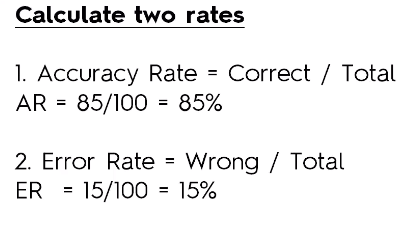 Calculate two rates
1. Accuracy Rate = Correct / Total
AR = 85/100 = 85%
2. Error Rate = Wrong / Total
ER = 15/100 = 15%